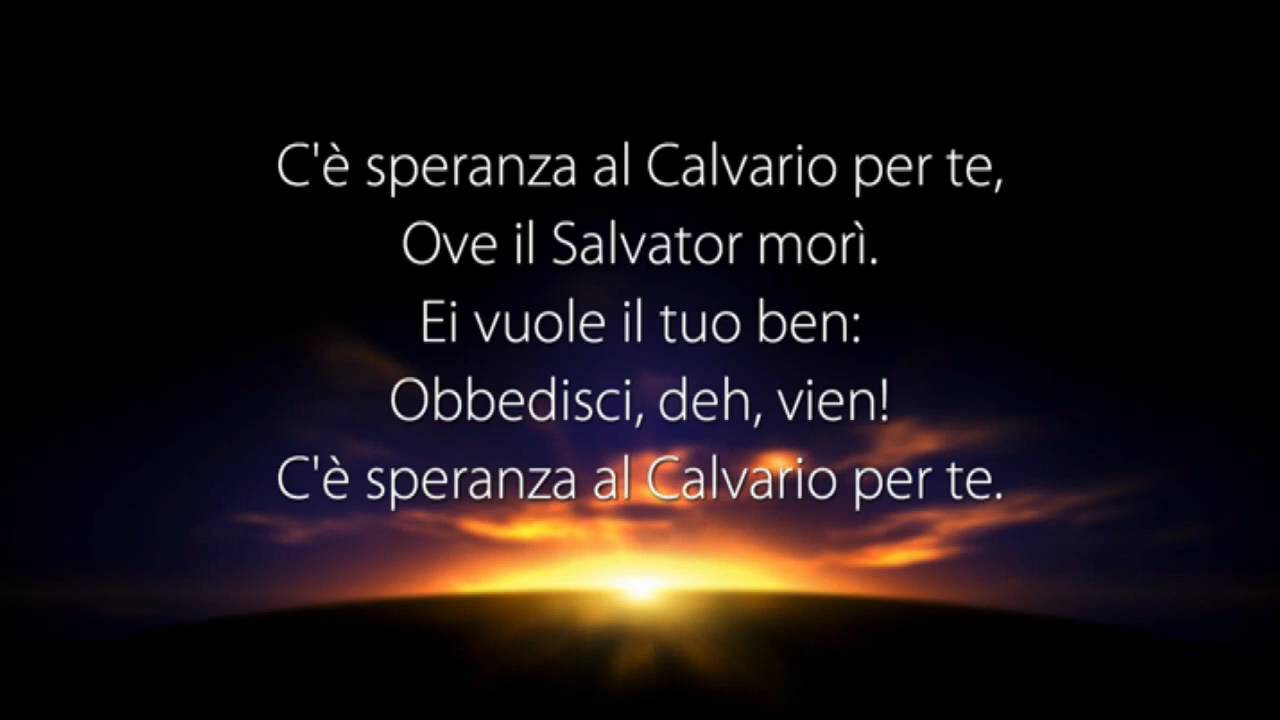 C'è speranza al Calvario per te,
Ove il Salvator morì.
Ei vuole il tuo ben:
Obbedisci, deh, vien!
C'è speranza al Calvario per te.